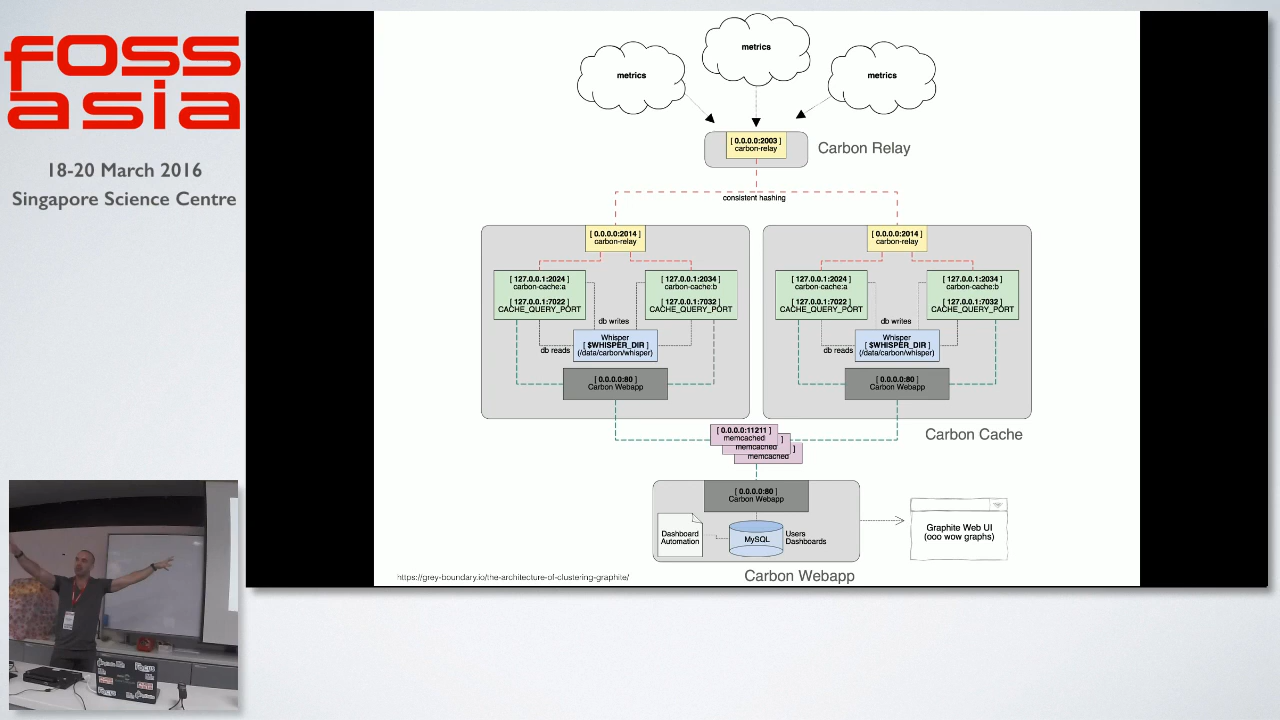 fOSS
asia
18-20 March 2016
Singapore Science Centre
metrics
metrics
metrics
[ 0.0.0.0:2003 ]
carbon-relay
Carbon Relay
consistent hashing
[ 0.0.0.0:2014 ]
carbon-relay
[ 127.0.0.1:2024 ]
carbon-cache:a
[ 127.0.0.1:7022 ]
CACHE_QUERY_PORT
[ 127.0.0.1:2034 ]
carbon-cache:b
[ 127.0.0.1:7032 ]
CACHE_QUERY_PORT
db writes
Whisper
[ $WHISPER_DIR ]
(/data/carbon/whisper)
db reads
[ 0.0.0.0:80 ]
Carbon Webapp
[ 0.0.0.0:2014 ]
carbon-relay
[ 127.0.0.1:2024 ]
carbon-cache:a
[ 127.0.0.1:7022 ]
CACHE_QUERY_PORT
[ 127.0.0.1:2034 ]
carbon-cache:b
[ 127.0.0.1:7032 ]
CACHE_QUERY_PORT
db writes
Whisper
[ $WHISPER_DIR ]
(/data/carbon/whisper)
db reads
[ 0.0.0.0:80 ]
Carbon Webapp
Carbon Cache
[ 0.0.0.0:11211 ]
memcached ]
memcached ]
memcached
[ 0.0.0.0:80 ]
Carbon Webapp
Dashboard
Automation
MySQL
Users
Dashboards
Graphite Web UI
(ooo wow graphs)
Carbon Webapp
https://grey-boundary.io/the-architecture-of-clustering-graphite/